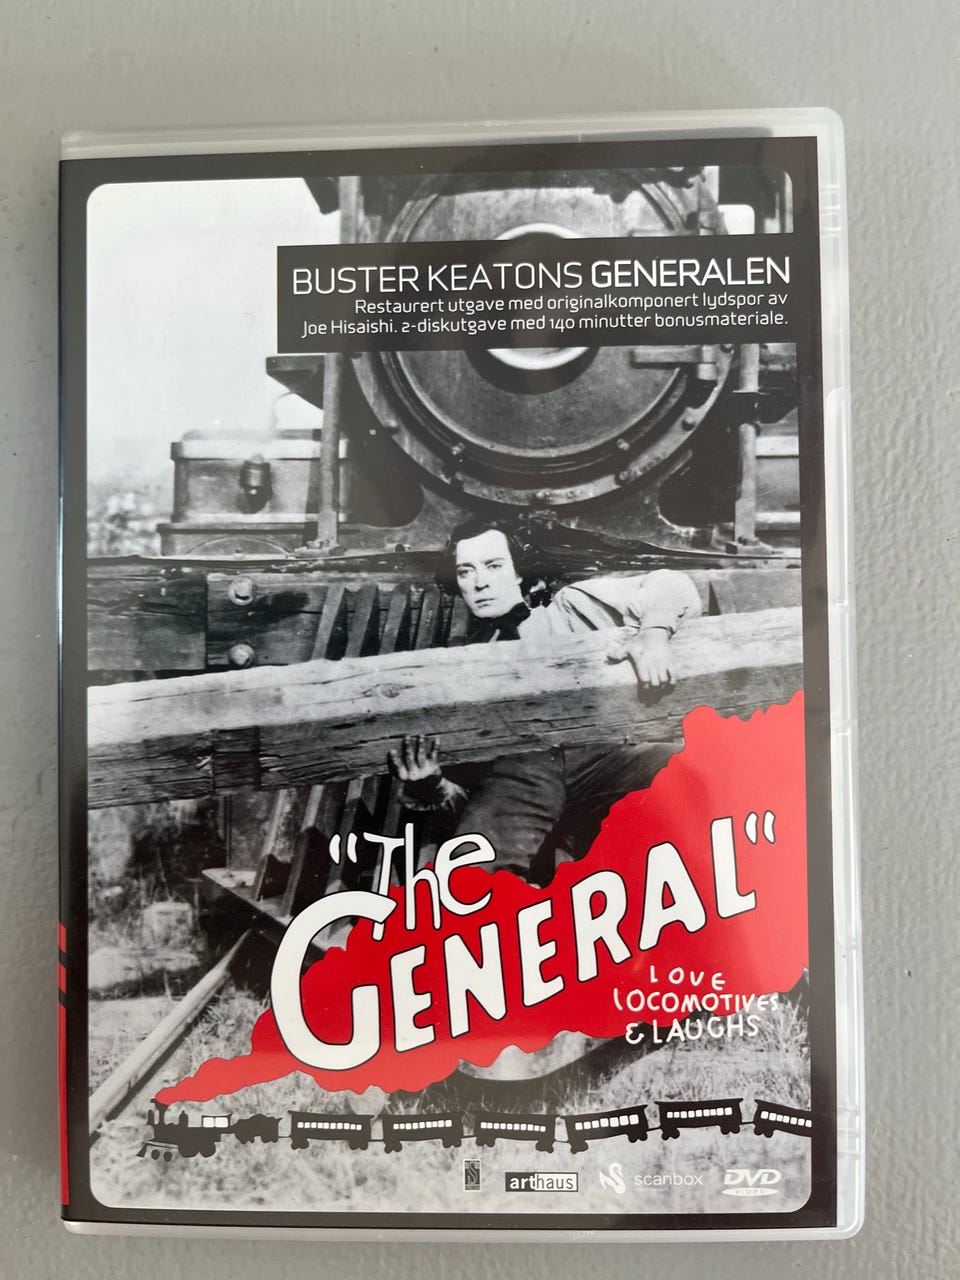 BUSTER KEATONS GENERALEN
Restaurert utgave med originalkomponert lydspor av
Joe Hisaishi. 2-diskutgave med 140 minutter bonusmateriale.
"The
GENERAL"
LOVE
LOCOMOTIVES
& LAUGHS
arthaus
scanbox
DVD
VIDEO